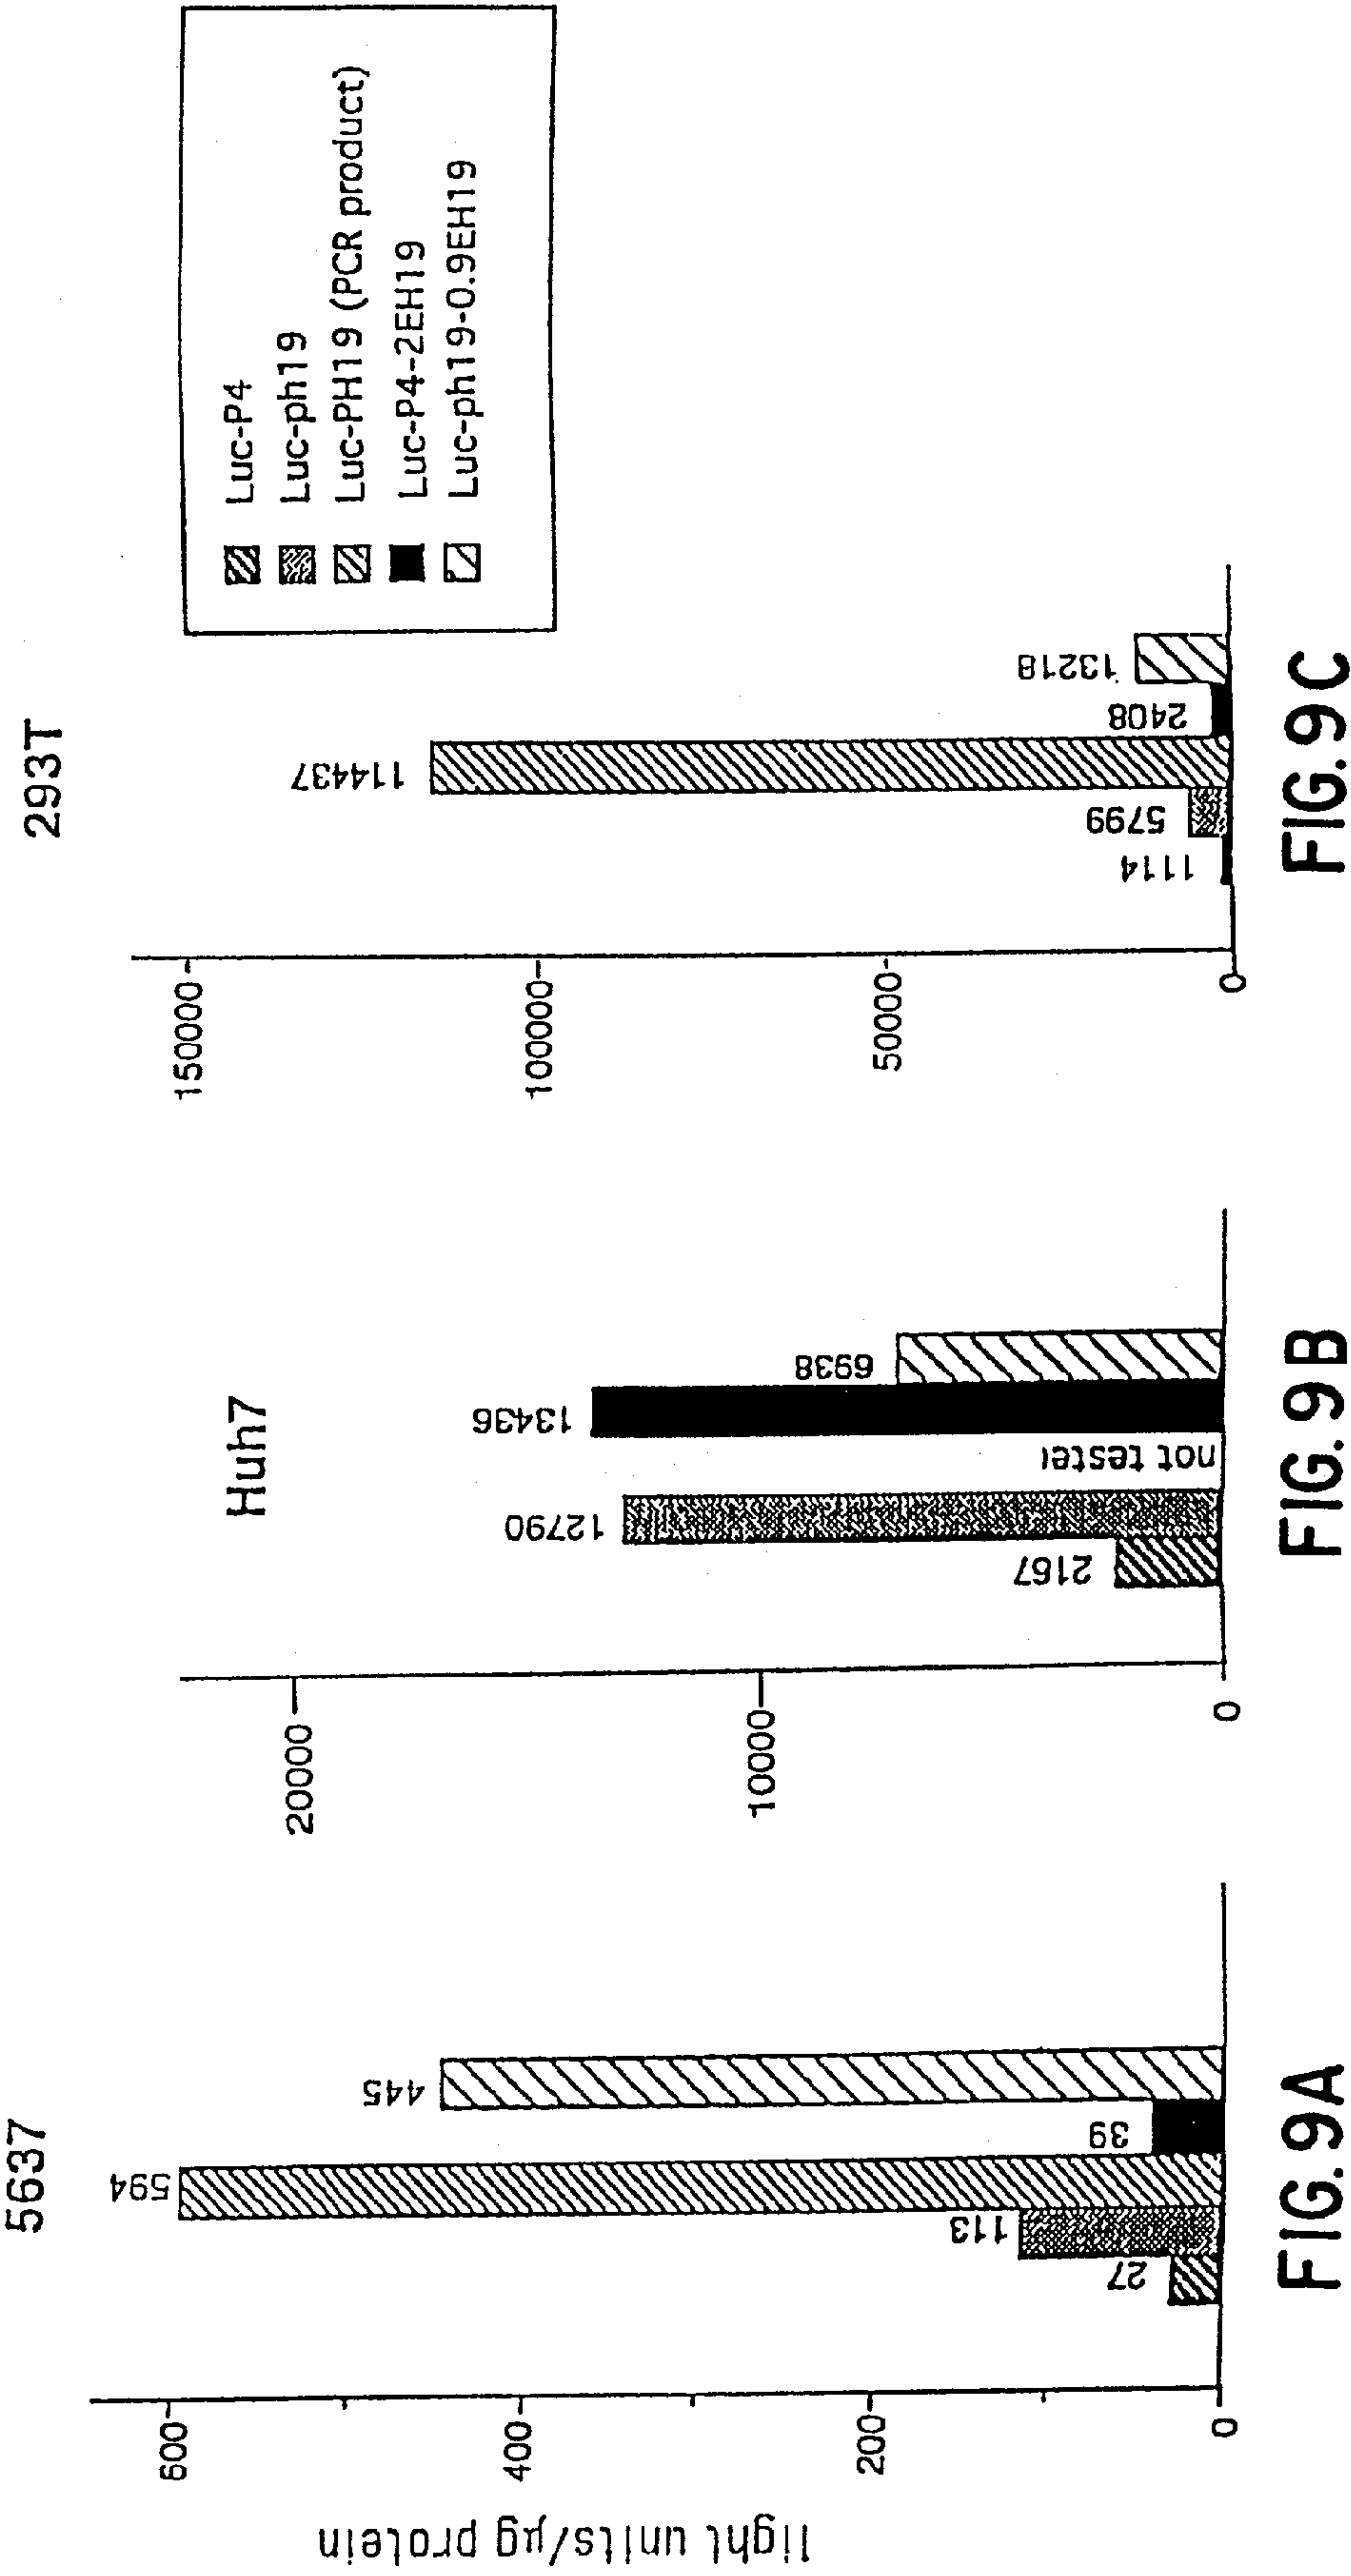 5637
light units/µg protein
600
400
200
0
27
113
594
39
445
FIG. 9A
Huh7
20000
10000
0
2167
12790
not teste
13436
6938
FIG. 9B
293T
150000
100000
50000
0
1114
5799
114437
2408
13218
FIG. 9C
Luc-P4
Luc-ph19
Luc-PH19 (PCR product)
Luc-P4-2EH19
Luc-ph19-0.9EH19